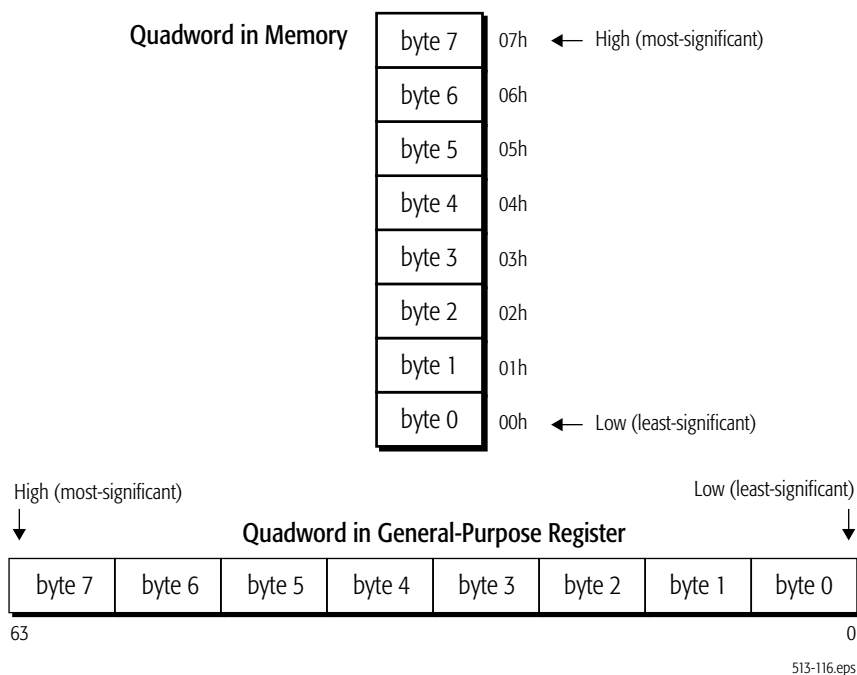 Quadword in Memory
byte 7 07h High (most-significant)
byte 6 06h
byte 5 05h
byte 4 04h
byte 3 03h
byte 2 02h
byte 1 01h
byte 0 00h Low (least-significant)
High (most-significant) Low (least-significant)
Quadword in General-Purpose Register
byte 7 byte 6 byte 5 byte 4 byte 3 byte 2 byte 1 byte 0
63 0
513-116.eps